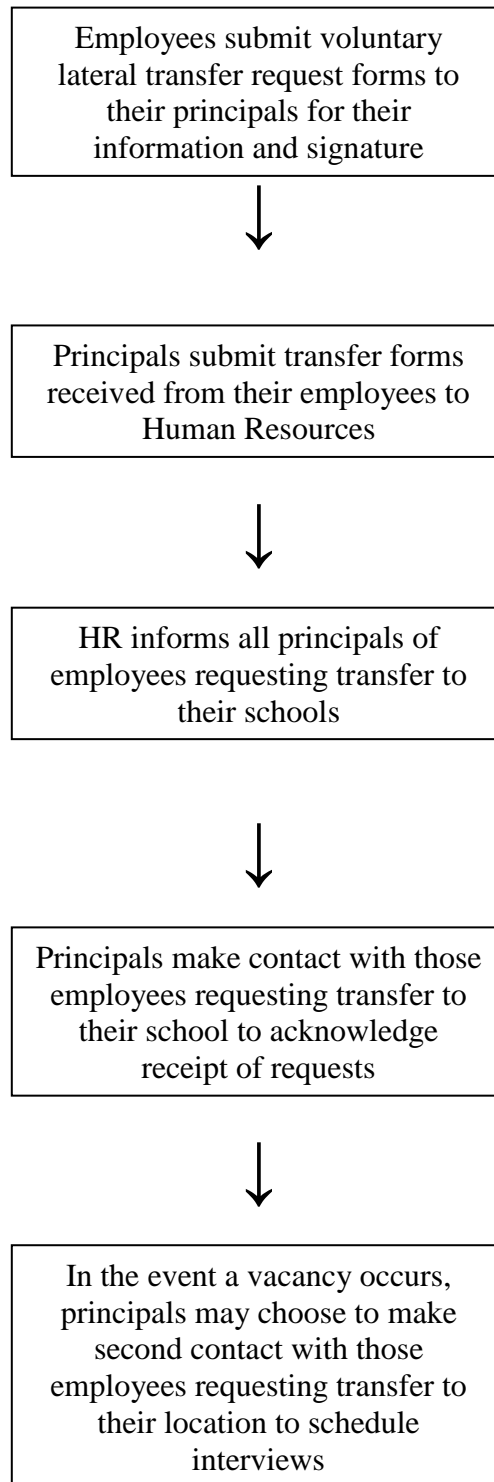 Employees submit voluntary
lateral transfer request forms to
their principals for their
information and signature
Principals submit transfer forms
received from their employees to
Human Resources
HR informs all principals of
employees requesting transfer to
their schools
Principals make contact with those
employees requesting transfer to
their school to acknowledge
receipt of requests
In the event a vacancy occurs,
principals may choose to make
second contact with those
employees requesting transfer to
their location to schedule
interviews